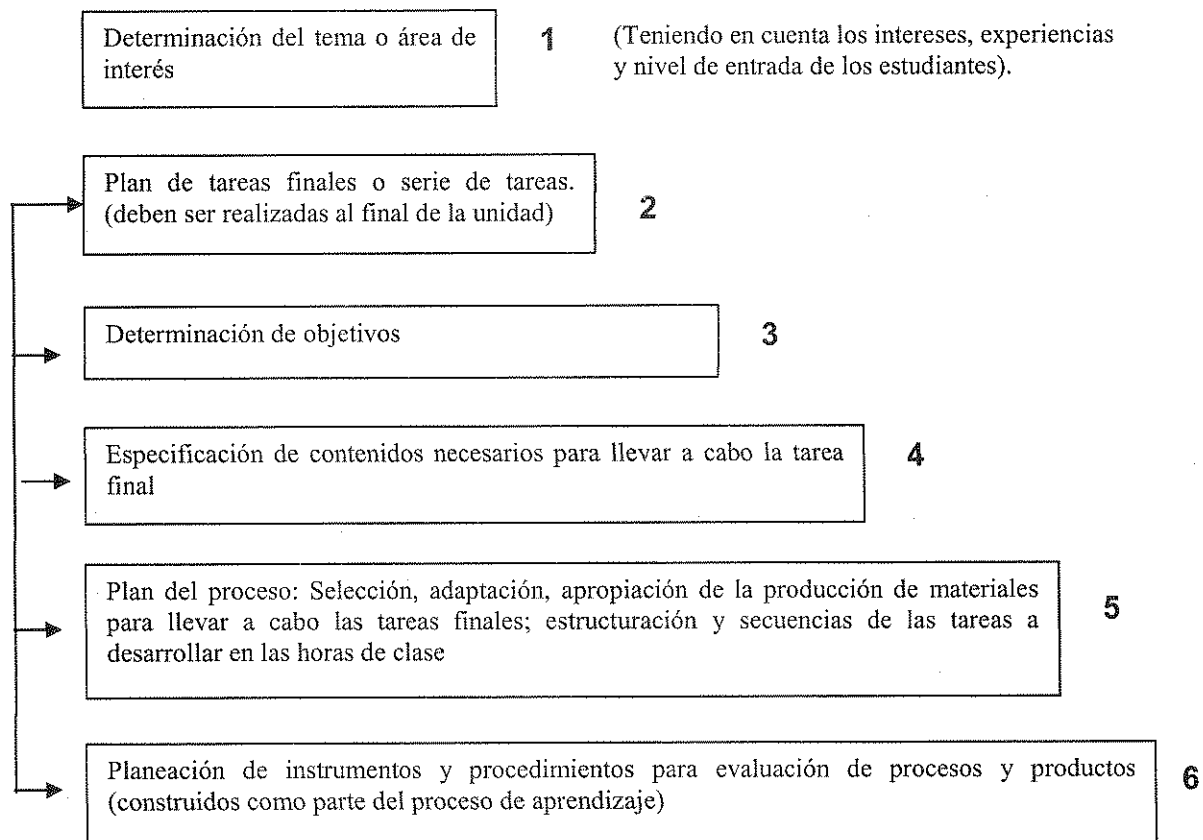 Determinación del tema o área de
interés
1
(Teniendo en cuenta los intereses, experiencias
y nivel de entrada de los estudiantes).
Plan de tareas finales o serie de tareas.
(deben ser realizadas al final de la unidad)
2
Determinación de objetivos
3
Especificación de contenidos necesarios para llevar a cabo la tarea
final
4
Plan del proceso: Selección, adaptación, apropiación de la producción de materiales
para llevar a cabo las tareas finales; estructuración y secuencias de las tareas a
desarrollar en las horas de clase
5
Planeación de instrumentos y procedimientos para evaluación de procesos y productos
(construidos como parte del proceso de aprendizaje)
6